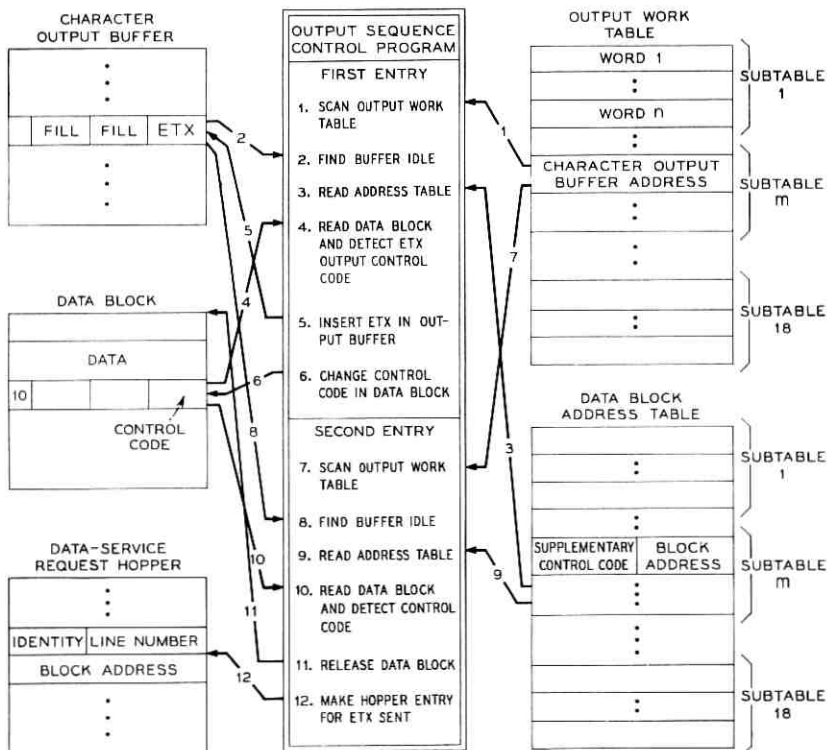 CHARACTER
OUTPUT BUFFER
FILL FILL ETX
DATA BLOCK
DATA
10
CONTROL
CODE
DATA-SERVICE
REQUEST HOPPER
IDENTITY LINE NUMBER
BLOCK ADDRESS
OUTPUT SEQUENCE
CONTROL PROGRAM
FIRST ENTRY
1. SCAN OUTPUT WORK
TABLE
2. FIND BUFFER IDLE
3. READ ADDRESS TABLE
4. READ DATA BLOCK
AND DETECT ETX
OUTPUT CONTROL
CODE
5. INSERT ETX IN OUT-
PUT BUFFER
6. CHANGE CONTROL
CODE IN DATA BLOCK
SECOND ENTRY
7. SCAN OUTPUT WORK
TABLE
8. FIND BUFFER IDLE
9. READ ADDRESS TABLE
10. READ DATA BLOCK
AND DETECT CONTROL
CODE
11. RELEASE DATA BLOCK
12. MAKE HOPPER ENTRY
FOR ETX SENT
2
5
4
6
8
10
11
12
1
7
3
9
OUTPUT WORK
TABLE
WORD 1
WORD n
CHARACTER OUTPUT
BUFFER ADDRESS
SUBTABLE
1
SUBTABLE
m
SUBTABLE
18
DATA BLOCK
ADDRESS TABLE
SUPPLEMENTARY
CONTROL CODE
BLOCK
ADDRESS
SUBTABLE
1
SUBTABLE
m
SUBTABLE
18